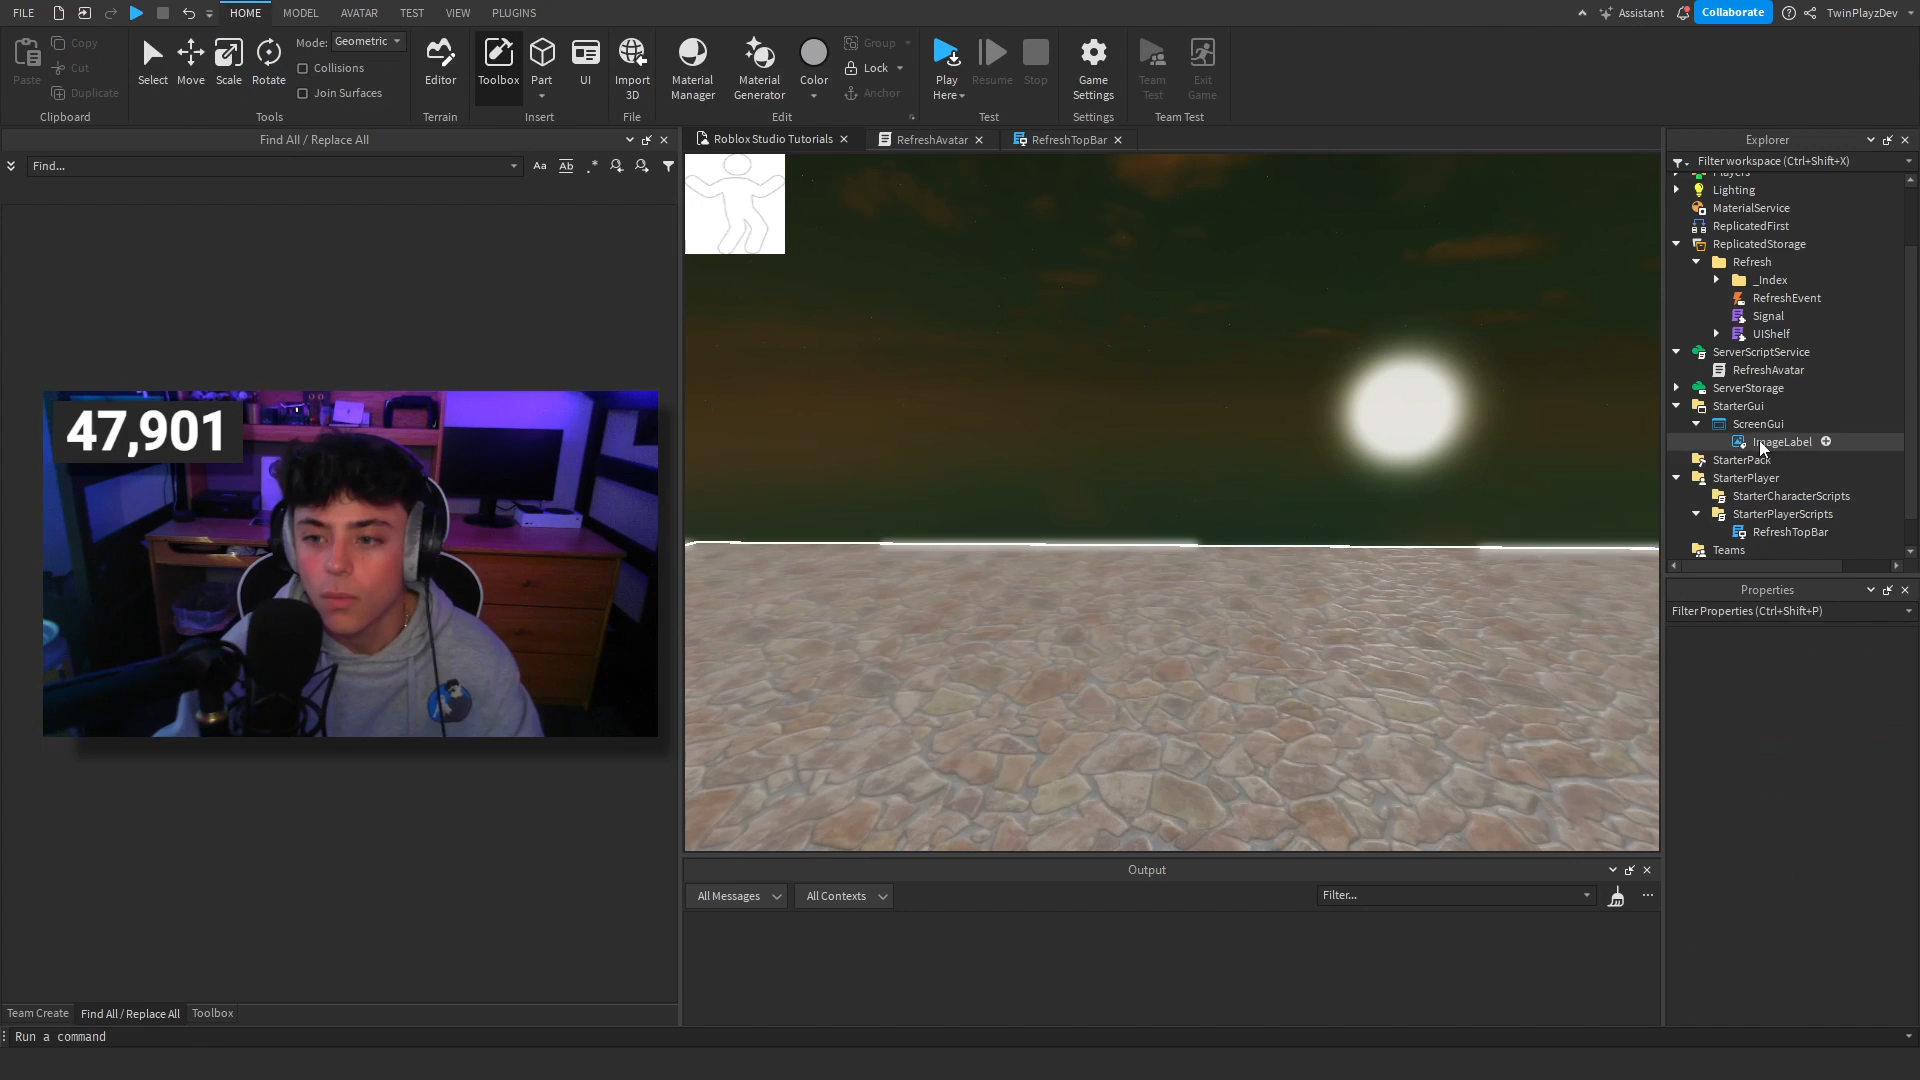 FILE HOME MODEL AVATAR TEST VIEW PLUGINS Assistant Collaborate TwinPlayzDev
Paste Copy Cut Duplicate Clipboard
Select Move Scale Rotate Mode: Geometric Collisions Join Surfaces Tools
Editor Terrain
Toolbox Part UI Insert
Import 3D File
Material Manager Material Generator Color Group Lock Anchor Edit
Play Here Resume Stop Test
Game Settings Settings
Team Test Exit Game Team Test
Find All / Replace All
Find...
Aa Ab .*
47,901
Roblox Studio Tutorials RefreshAvatar RefreshTopBar
Explorer
Filter workspace (Ctrl+Shift+X)
Players
Lighting
MaterialService
ReplicatedFirst
ReplicatedStorage
Refresh
_Index
RefreshEvent
Signal
UIShelf
ServerScriptService
RefreshAvatar
ServerStorage
StarterGui
ScreenGui
ImageLabel
StarterPack
StarterPlayer
StarterCharacterScripts
StarterPlayerScripts
RefreshTopBar
Teams
Properties
Filter Properties (Ctrl+Shift+P)
Output
All Messages All Contexts Filter...
Team Create Find All / Replace All Toolbox
Run a command